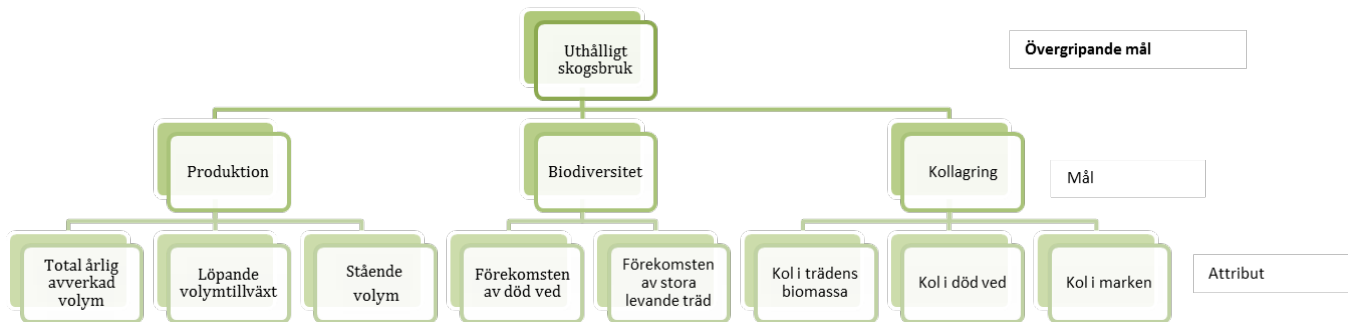 Uthålligt
skogsbruk
Övergripande mål
Produktion
Biodiversitet
Kollagring
Mål
Total årlig
avverkad
volym
Löpande
volymtillväxt
Stående
volym
Förekomsten
av död ved
Förekomsten
av stora
levande träd
Kol i trädens
biomassa
Kol i död ved
Kol i marken
Attribut